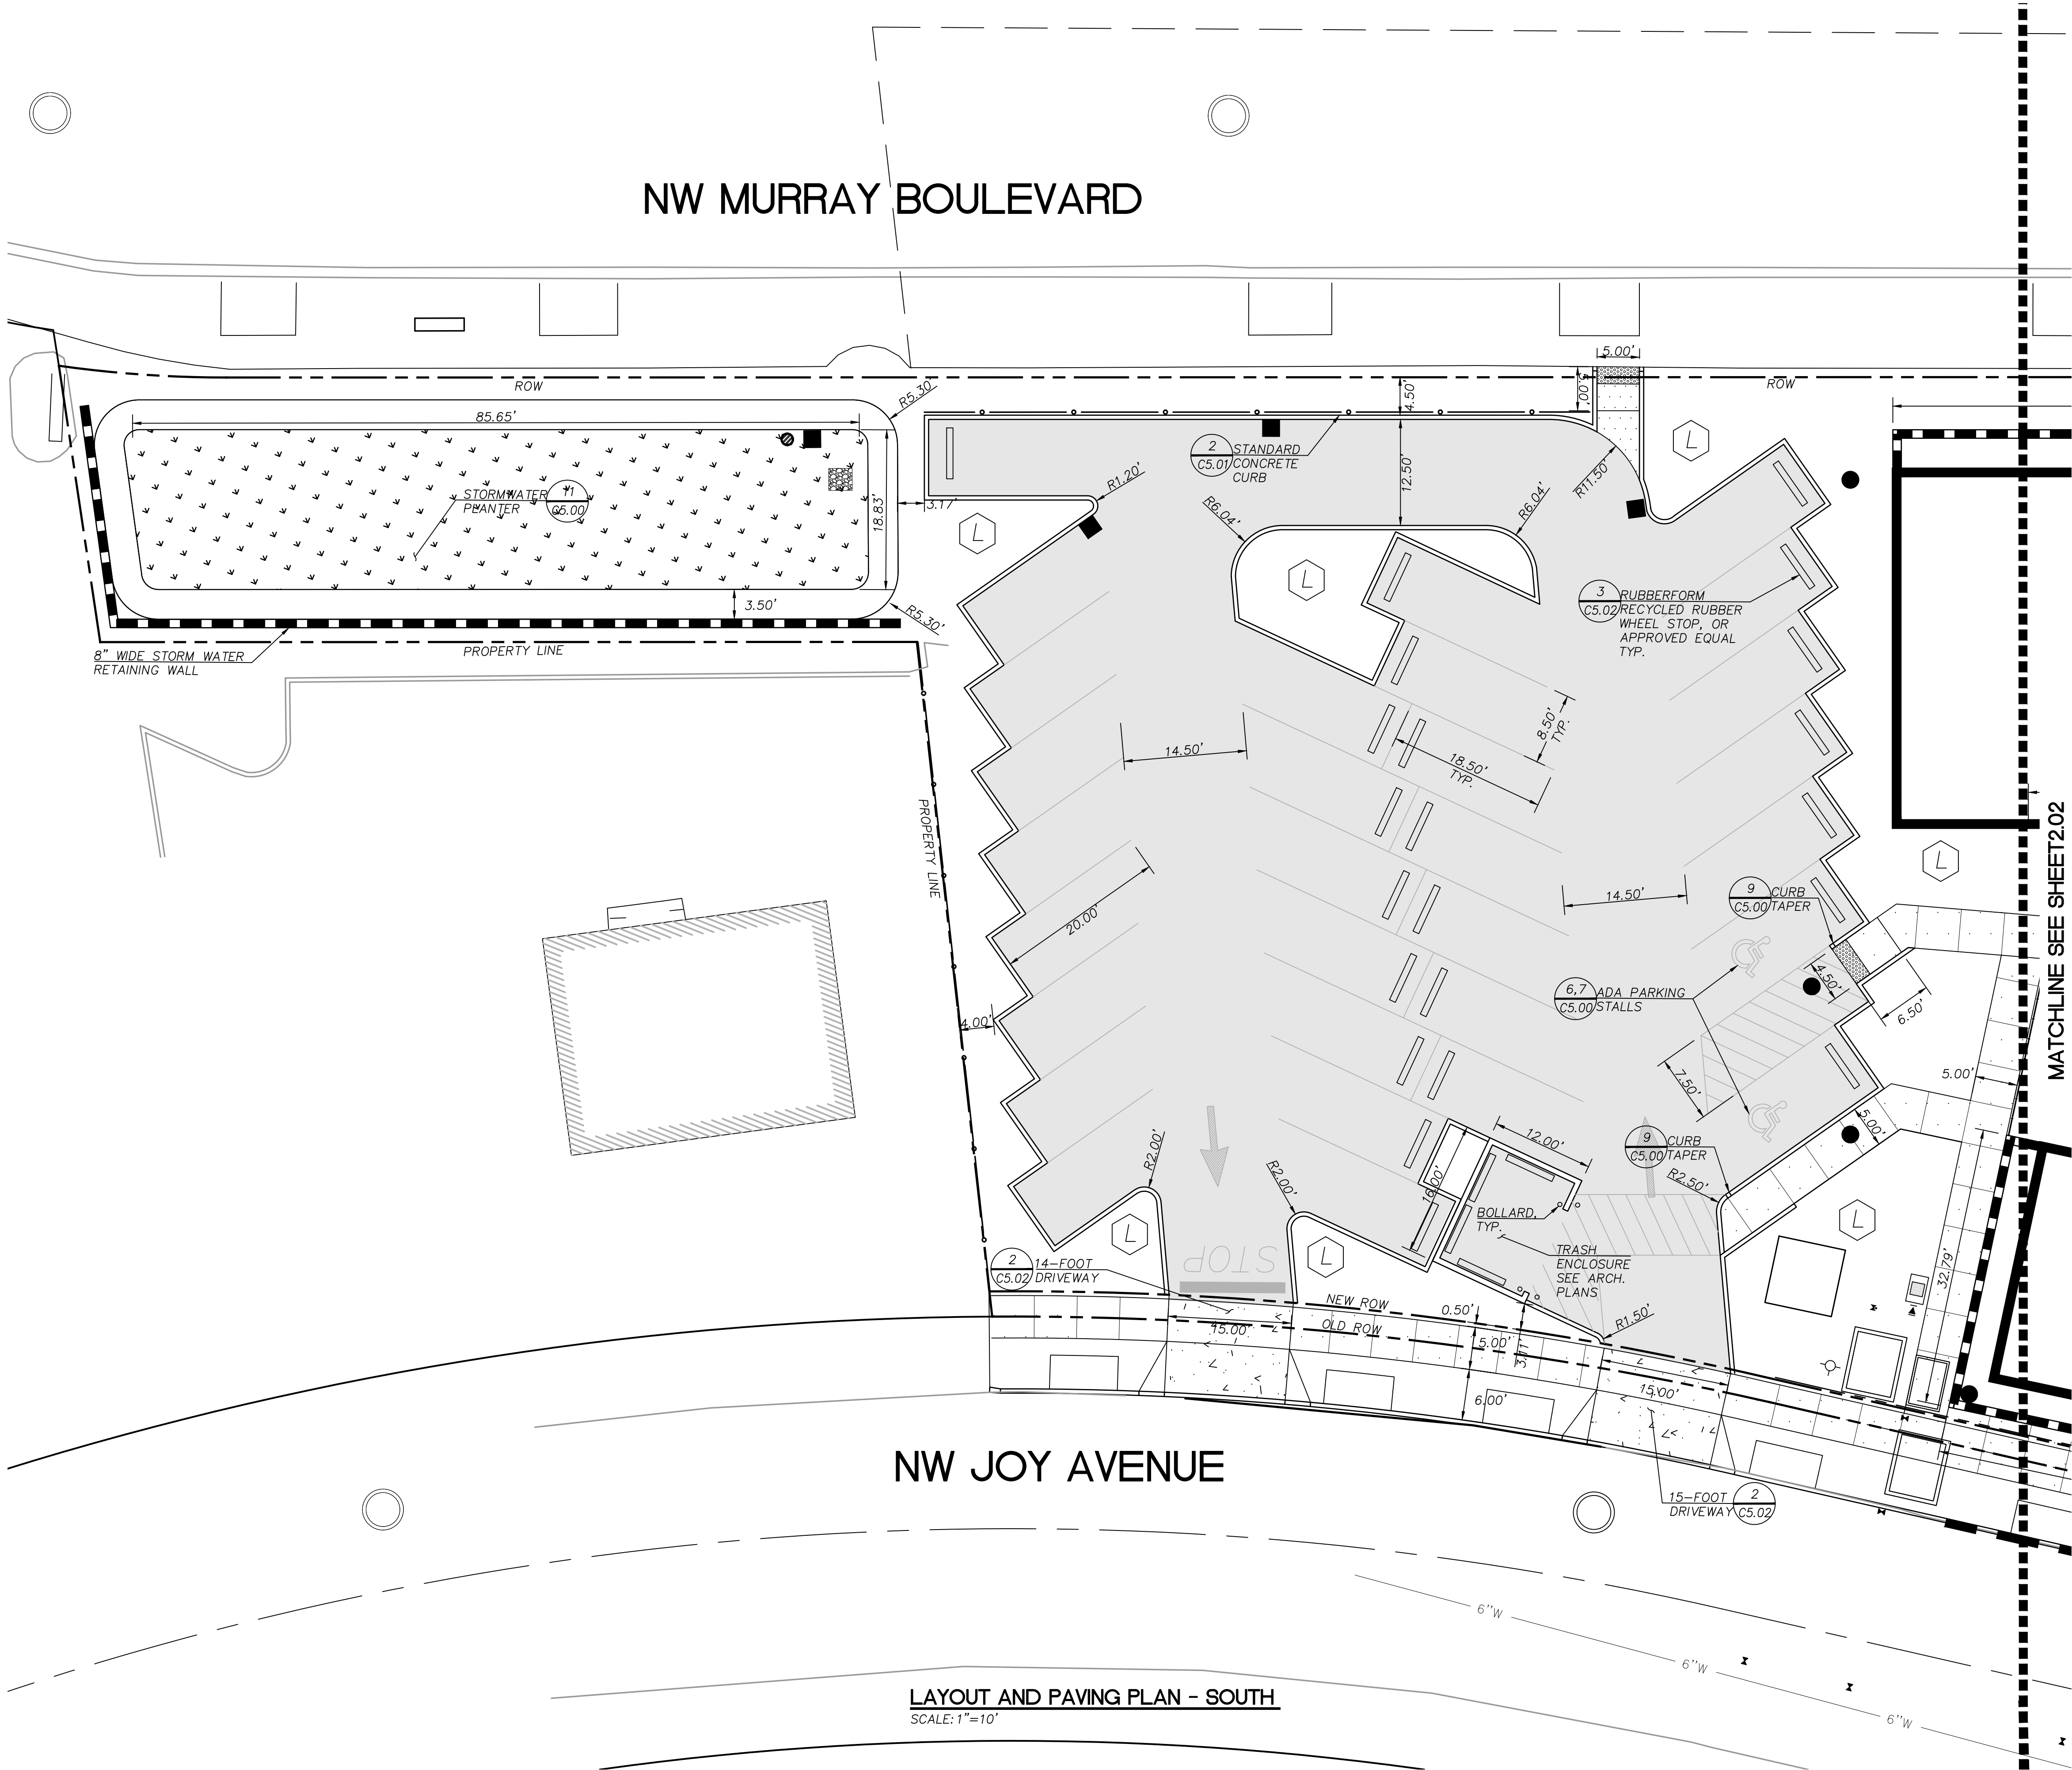 NW MURRAY BOULEVARD
5.00'
ROW
R5.30'
4.50'
5.00'
ROW
85.65'
L
2
C5.01
STANDARD
CONCRETE
CURB
12.50'
R11.50'
R1.20'
R6.04'
R6.04'
STORMWATER
PLANTER
11
C5.00
18.83'
3.17'
L
L
3
C5.02
RUBBERFORM
RECYCLED RUBBER
WHEEL STOP, OR
APPROVED EQUAL
TYP.
3.50'
R5.30'
8" WIDE STORM WATER
RETAINING WALL
PROPERTY LINE
8.50'
TYP.
14.50'
18.50'
TYP.
PROPERTY LINE
MATCHLINE SEE SHEET2.02
L
14.50'
9
C5.00
CURB
TAPER
20.00'
4.50'
6,7
C5.00
ADA PARKING
STALLS
6.50'
4.00'
7.50'
5.00'
5.00'
12.00'
9
C5.00
CURB
TAPER
R2.00'
R2.00'
16.00'
R2.50'
BOLLARD,
TYP.
L
L
L
STOP
TRASH
ENCLOSURE
SEE ARCH.
PLANS
32.79'
2
C5.02
14-FOOT
DRIVEWAY
NEW ROW
OLD ROW
0.50'
R1.50'
15.00'
5.00'
3.11'
6.00'
15.00'
NW JOY AVENUE
15-FOOT
DRIVEWAY
2
C5.02
6"W
6"W
6"W
LAYOUT AND PAVING PLAN - SOUTH
SCALE: 1"=10'